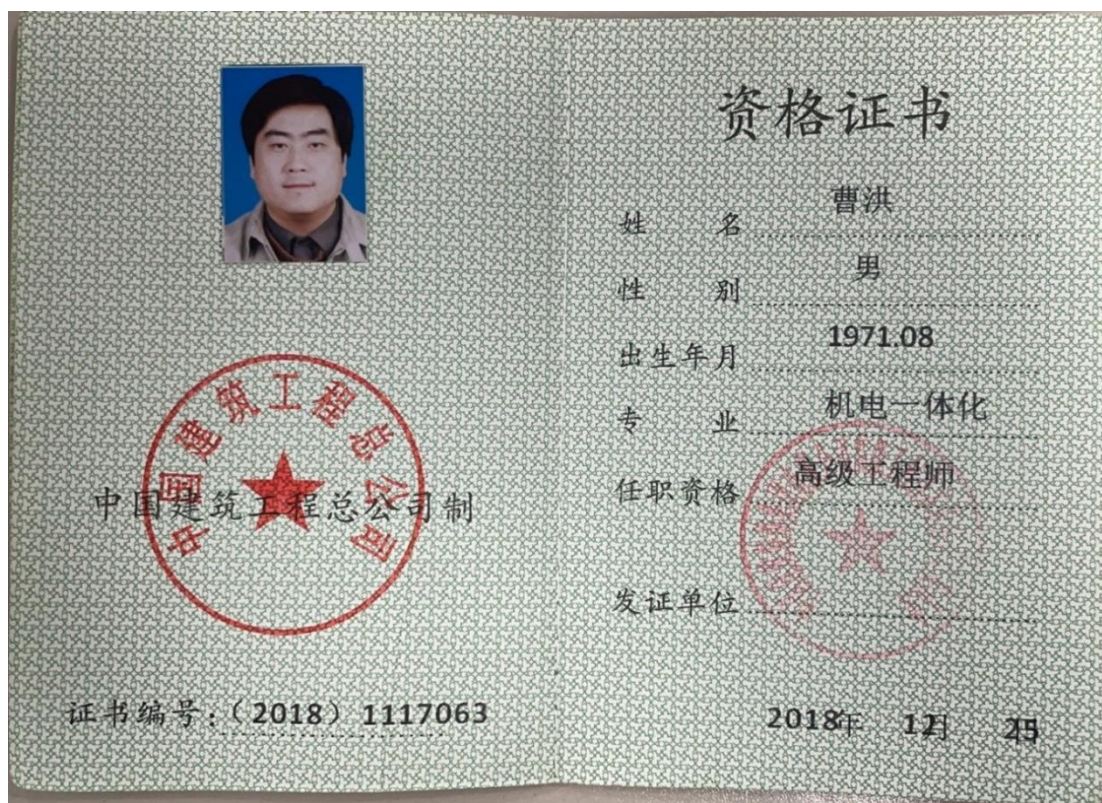 中国建筑工程总公司
中国建筑工程总公司制
证书编号:(2018)1117063
资格证书
姓名 曹洪
性别 男
出生年月 1971.08
专业 机电一体化
任职资格 高级工程师
发证单位
2018年 12月 25日